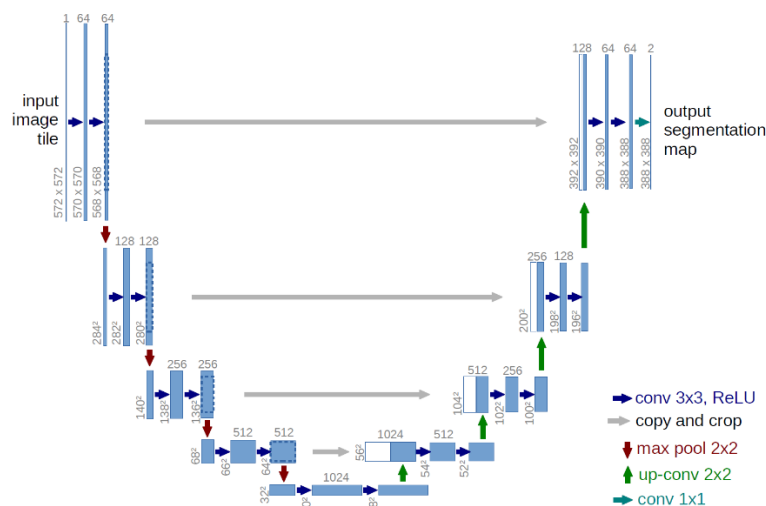 1 64 64
128 64 64 2
input
image
tile
output
segmentation
map
572 x 572
570 x 570
568 x 568
392 x 392
390 x 390
388 x 388
388 x 388
128 128
256 128
284²
282²
280²
200²
198²
196²
256 256
512 256
140²
138²
136²
104²
102²
100²
512 512
1024 512
68²
66²
64²
56²
54²
52²
1024
32²
conv 3x3, ReLU
copy and crop
max pool 2x2
up-conv 2x2
conv 1x1